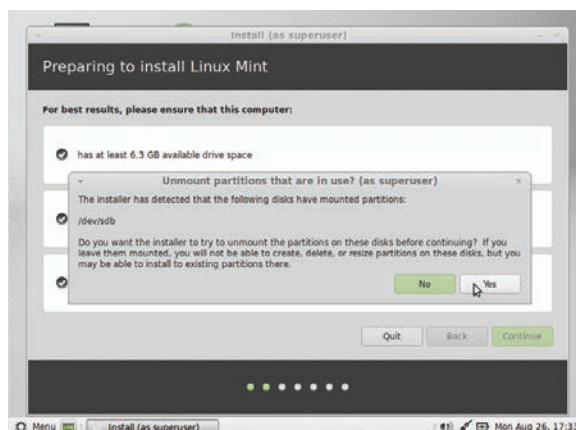 Install (as superuser)
Preparing to install Linux Mint
For best results, please ensure that this computer:
has at least 6.3 GB available drive space
Unmount partitions that are in use? (as superuser)
The installer has detected that the following disks have mounted partitions:
/dev/sdb
Do you want the installer to try to unmount the partitions on these disks before continuing? If you
leave them mounted, you will not be able to create, delete, or resize partitions on these disks, but you
may be able to install to existing partitions there.
No
Yes
Quit
Back
Continue
Menu
Install (as superuser)
Mon Aug 26, 17:33